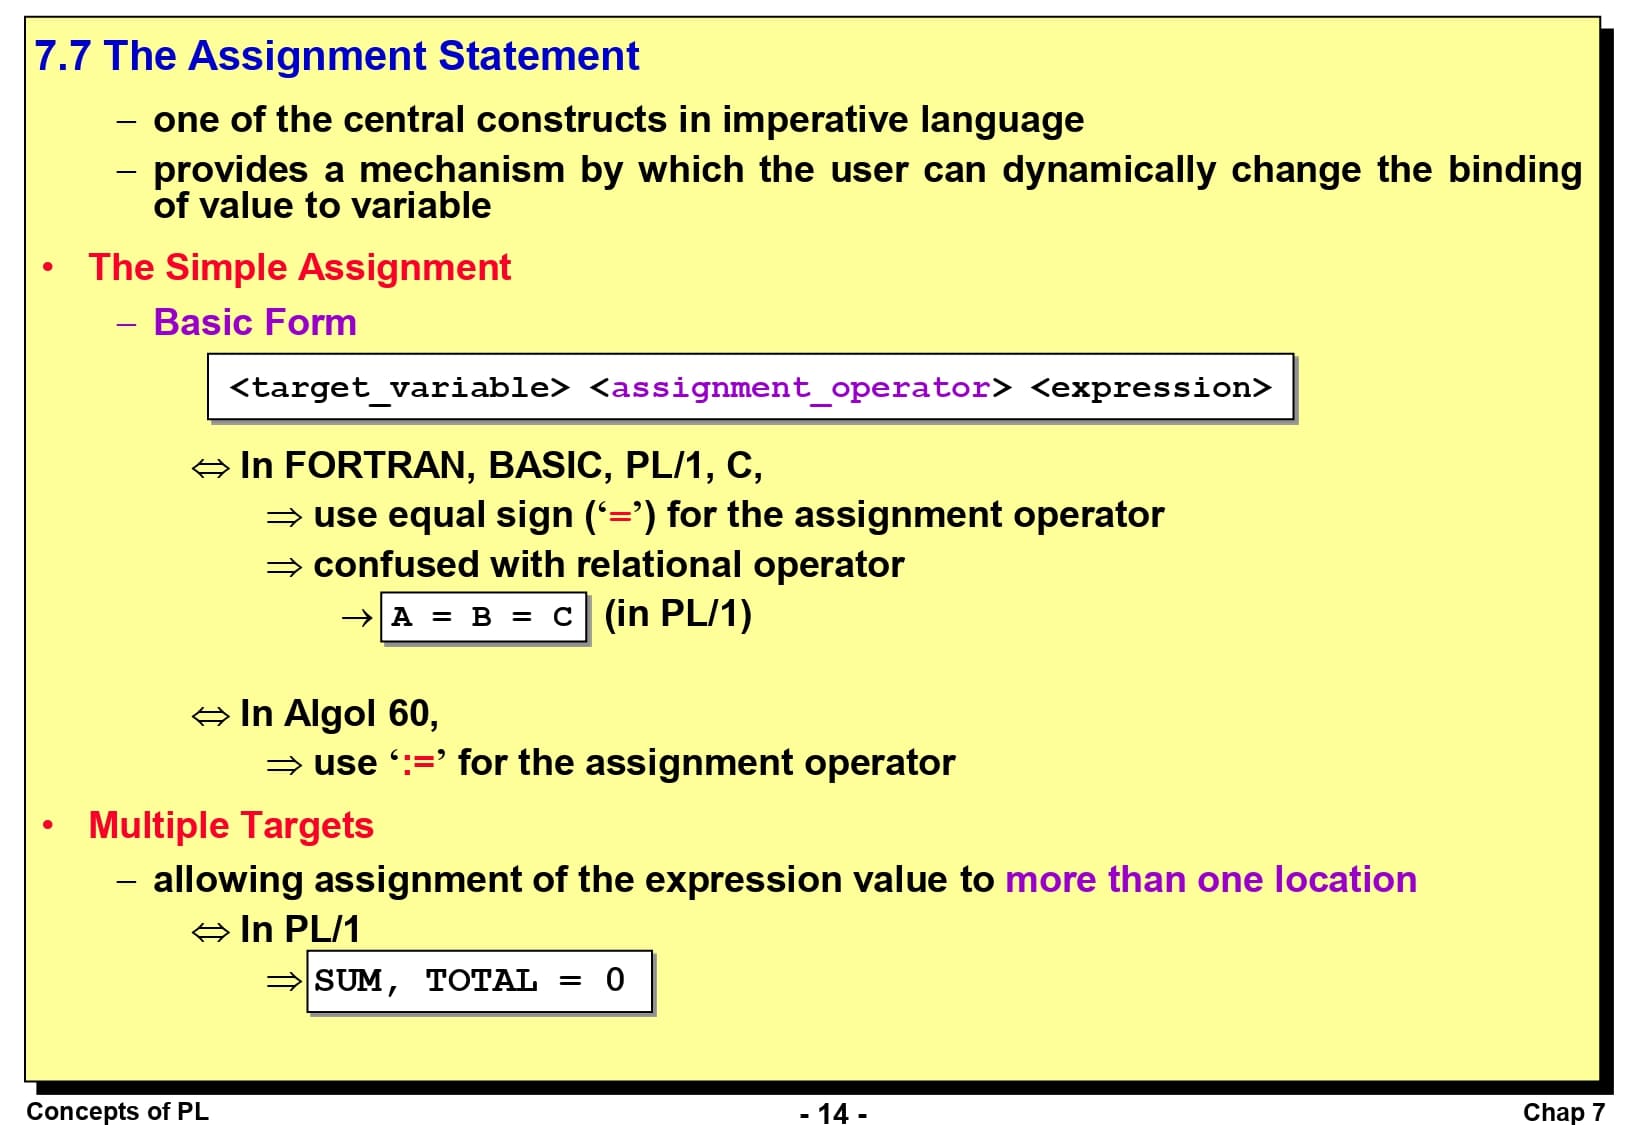 7.7 The Assignment Statement
– one of the central constructs in imperative language
– provides a mechanism by which the user can dynamically change the binding
of value to variable
• The Simple Assignment
– Basic Form
<target_variable> <assignment_operator> <expression>
⇔ In FORTRAN, BASIC, PL/1, C,
⇒ use equal sign (‘=’) for the assignment operator
⇒ confused with relational operator
→ A = B = C (in PL/1)
⇔ In Algol 60,
⇒ use ‘:=’ for the assignment operator
• Multiple Targets
– allowing assignment of the expression value to more than one location
⇔ In PL/1
⇒ SUM, TOTAL = 0
Concepts of PL - 14 - Chap 7